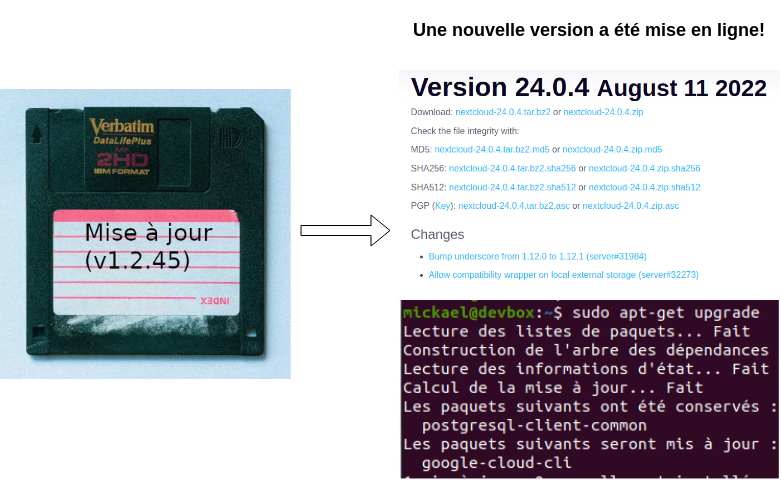 Une nouvelle version a été mise en ligne!
Verbatim
DataLifePlus
MF
2HD
IBM FORMAT
HD
Mise à jour
(v1.2.45)
INDEX
Version 24.0.4 August 11 2022
Download: nextcloud-24.0.4.tar.bz2 or nextcloud-24.0.4.zip
Check the file integrity with:
MD5: nextcloud-24.0.4.tar.bz2.md5 or nextcloud-24.0.4.zip.md5
SHA256: nextcloud-24.0.4.tar.bz2.sha256 or nextcloud-24.0.4.zip.sha256
SHA512: nextcloud-24.0.4.tar.bz2.sha512 or nextcloud-24.0.4.zip.sha512
PGP (Key): nextcloud-24.0.4.tar.bz2.asc or nextcloud-24.0.4.zip.asc
Changes
Bump underscore from 1.12.0 to 1.12.1 (server#31984)
Allow compatibility wrapper on local external storage (server#32273)
mickael@devbox:~$ sudo apt-get upgrade
Lecture des listes de paquets... Fait
Construction de l'arbre des dépendances
Lecture des informations d'état... Fait
Calcul de la mise à jour... Fait
Les paquets suivants ont été conservés :
postgresql-client-common
Les paquets suivants seront mis à jour :
google-cloud-cli